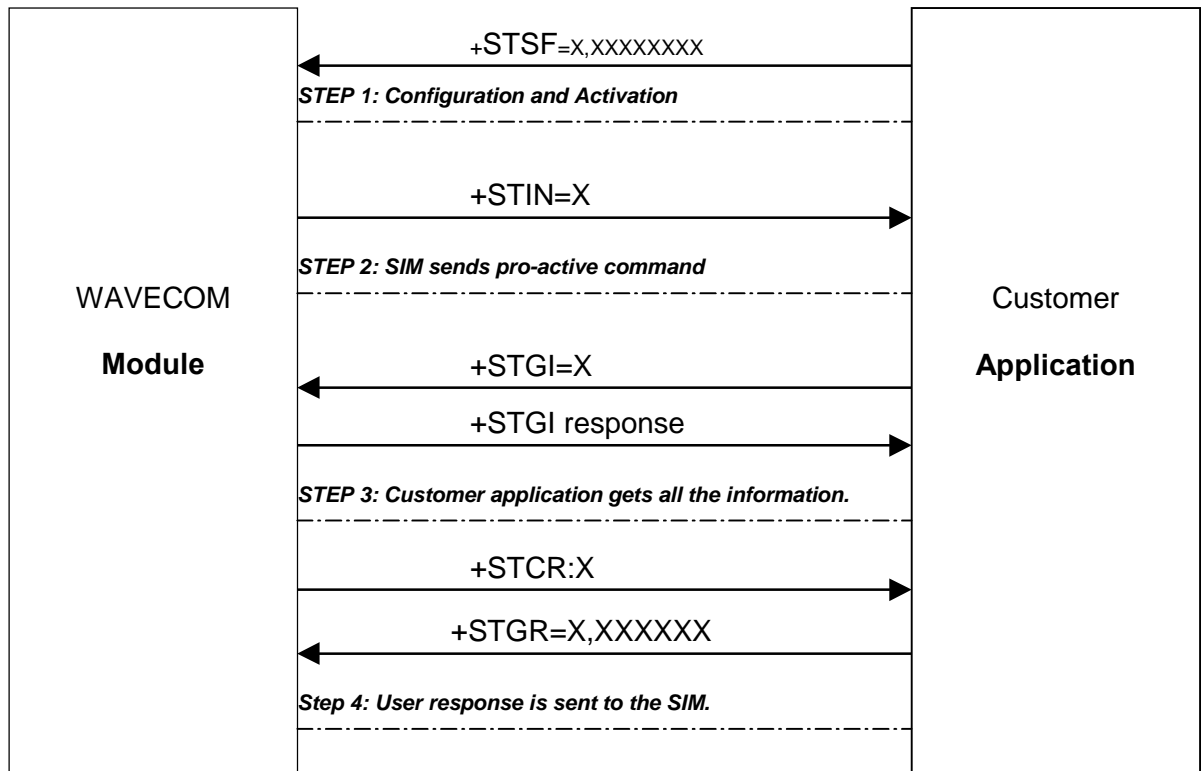 +STSF=X,XXXXXXXX
STEP 1: Configuration and Activation
+STIN=X
STEP 2: SIM sends pro-active command
WAVECOM
Module
Customer
Application
+STGI=X
+STGI response
STEP 3: Customer application gets all the information.
+STCR:X
+STGR=X,XXXXXX
Step 4: User response is sent to the SIM.